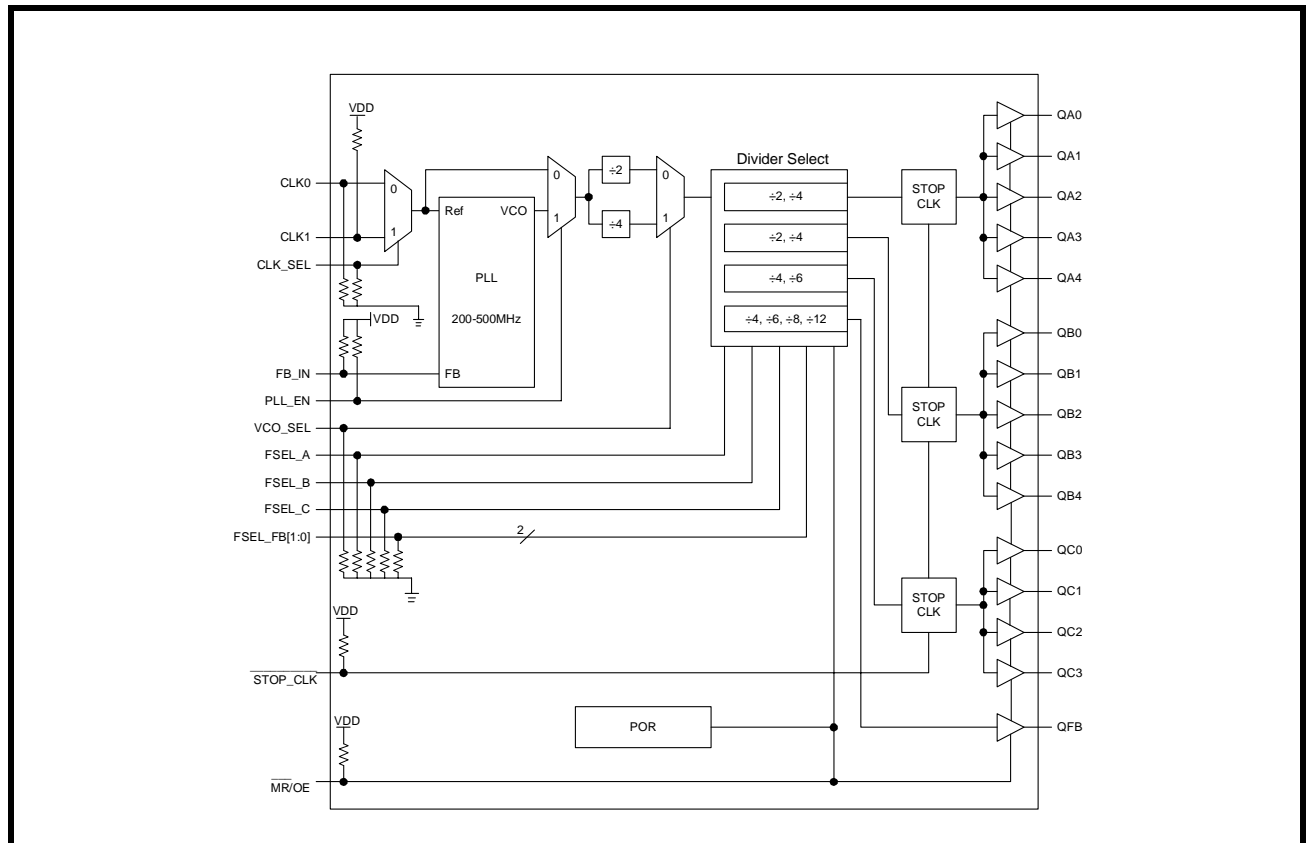 VDD
CLK0
CLK1
CLK_SEL
0
1
Ref
VCO
PLL
200-500MHz
FB
0
1
÷2
÷4
0
1
Divider Select
÷2, ÷4
÷2, ÷4
÷4, ÷6
÷4, ÷6, ÷8, ÷12
VDD
FB_IN
PLL_EN
VCO_SEL
FSEL_A
FSEL_B
FSEL_C
FSEL_FB[1:0]
2
STOP
CLK
STOP
CLK
STOP
CLK
QA0
QA1
QA2
QA3
QA4
QB0
QB1
QB2
QB3
QB4
QC0
QC1
QC2
QC3
QFB
VDD
STOP_CLK
VDD
POR
MR/OE